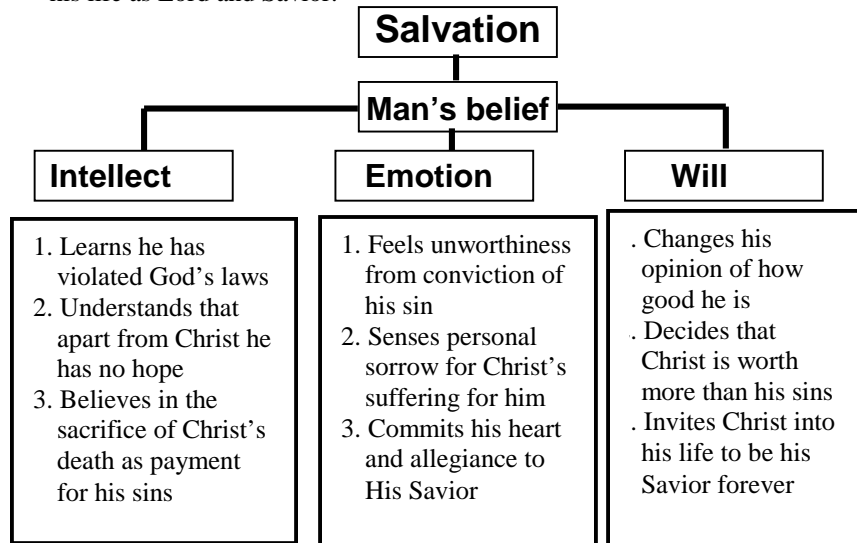 his life as Lord and Savior.
Salvation
Man's belief
Intellect
Emotion
Will
1. Learns he has
violated God's laws
2. Understands that
apart from Christ he
has no hope
3. Believes in the
sacrifice of Christ's
death as payment
for his sins
1. Feels unworthiness
from conviction of
his sin
2. Senses personal
sorrow for Christ's
suffering for him
3. Commits his heart
and allegiance to
His Savior
. Changes his
opinion of how
good he is
. Decides that
Christ is worth
more than his sins
. Invites Christ into
his life to be his
Savior forever